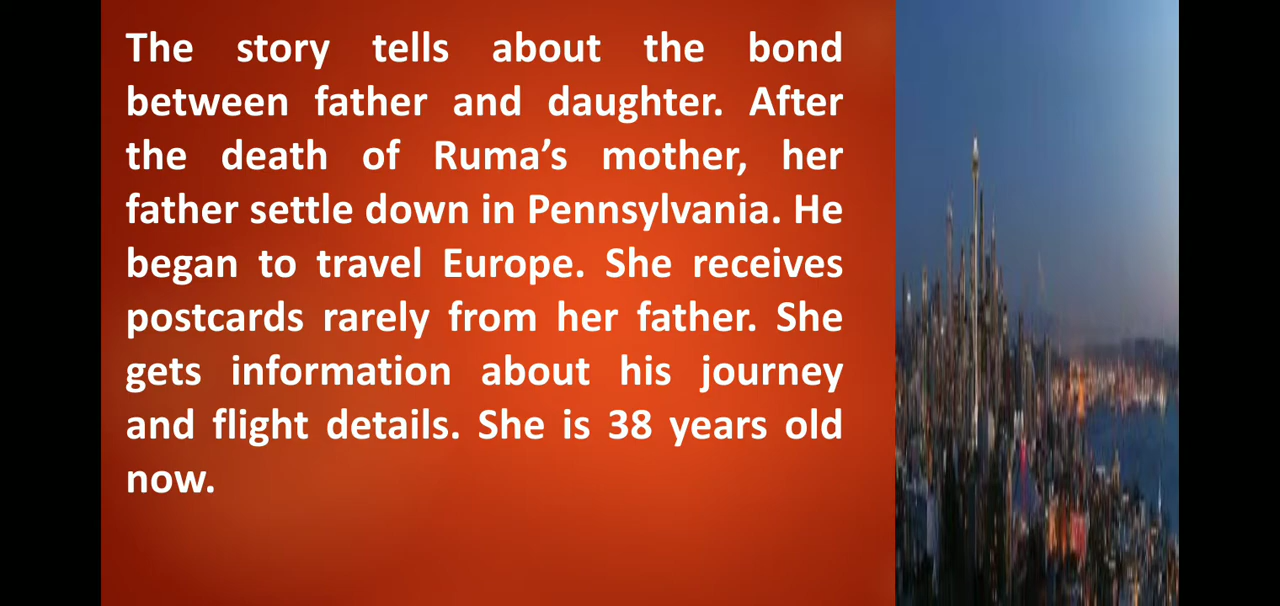 The story tells about the bond
between father and daughter. After
the death of Ruma’s mother, her
father settle down in Pennsylvania. He
began to travel Europe. She receives
postcards rarely from her father. She
gets information about his journey
and flight details. She is 38 years old
now.